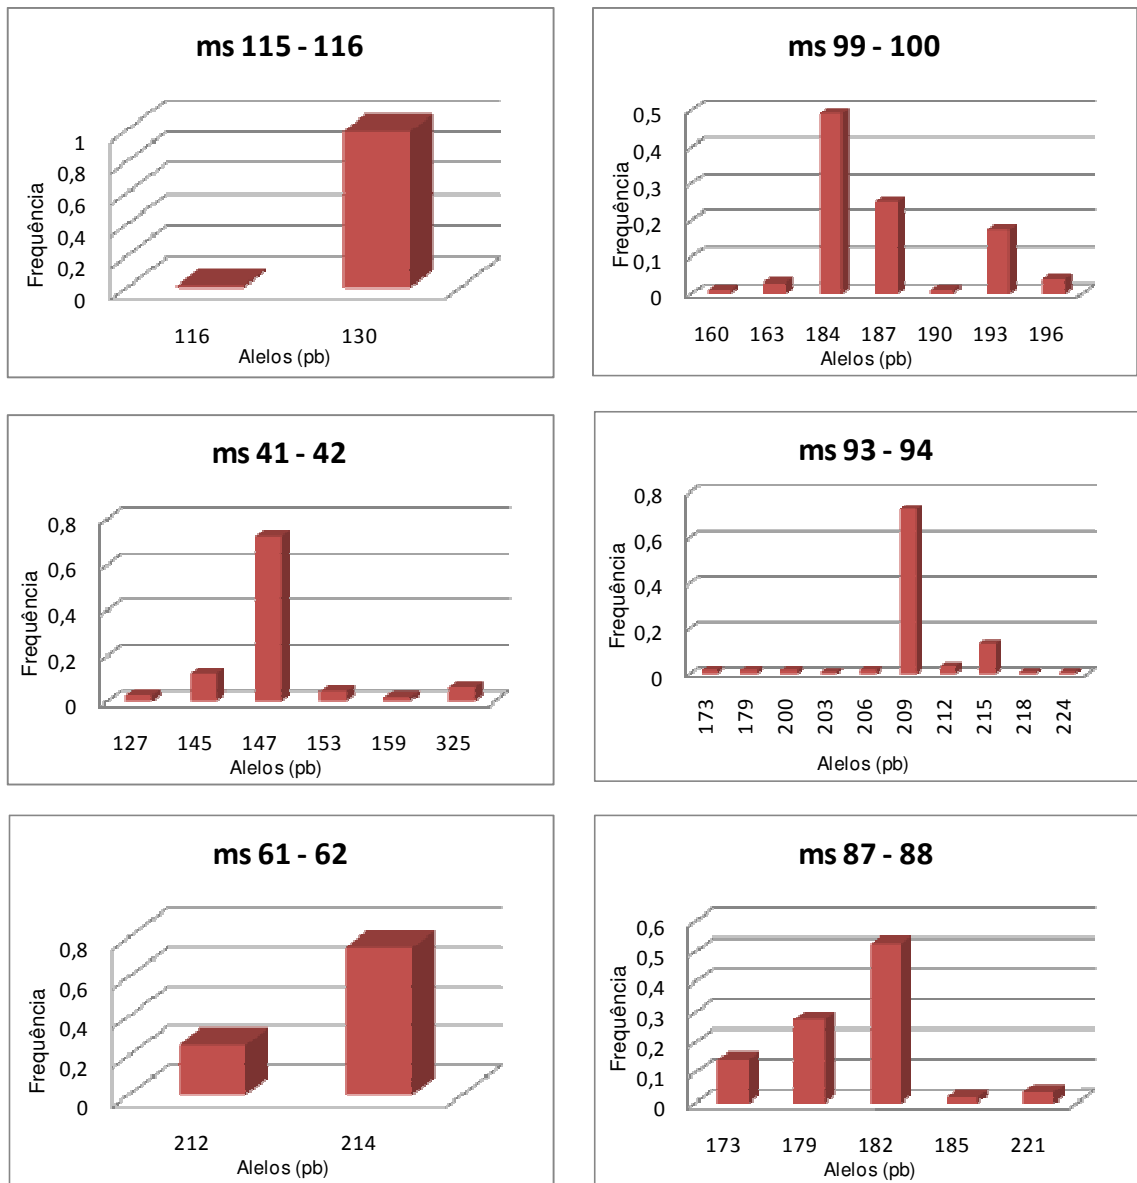 ms 115 - 116
Frequência
1
0,8
0,6
0,4
0,2
0
116 130
Alelos (pb)
ms 99 - 100
Frequência
0,5
0,4
0,3
0,2
0,1
0
160 163 184 187 190 193 196
Alelos (pb)
ms 41 - 42
Frequência
0,8
0,6
0,4
0,2
0
127 145 147 153 159 325
Alelos (pb)
ms 93 - 94
Frequência
0,8
0,6
0,4
0,2
0
173 179 200 203 206 209 212 215 218 224
Alelos (pb)
ms 61 - 62
Frequência
0,8
0,6
0,4
0,2
0
212 214
Alelos (pb)
ms 87 - 88
Frequência
0,6
0,5
0,4
0,3
0,2
0,1
0
173 179 182 185 221
Alelos (pb)